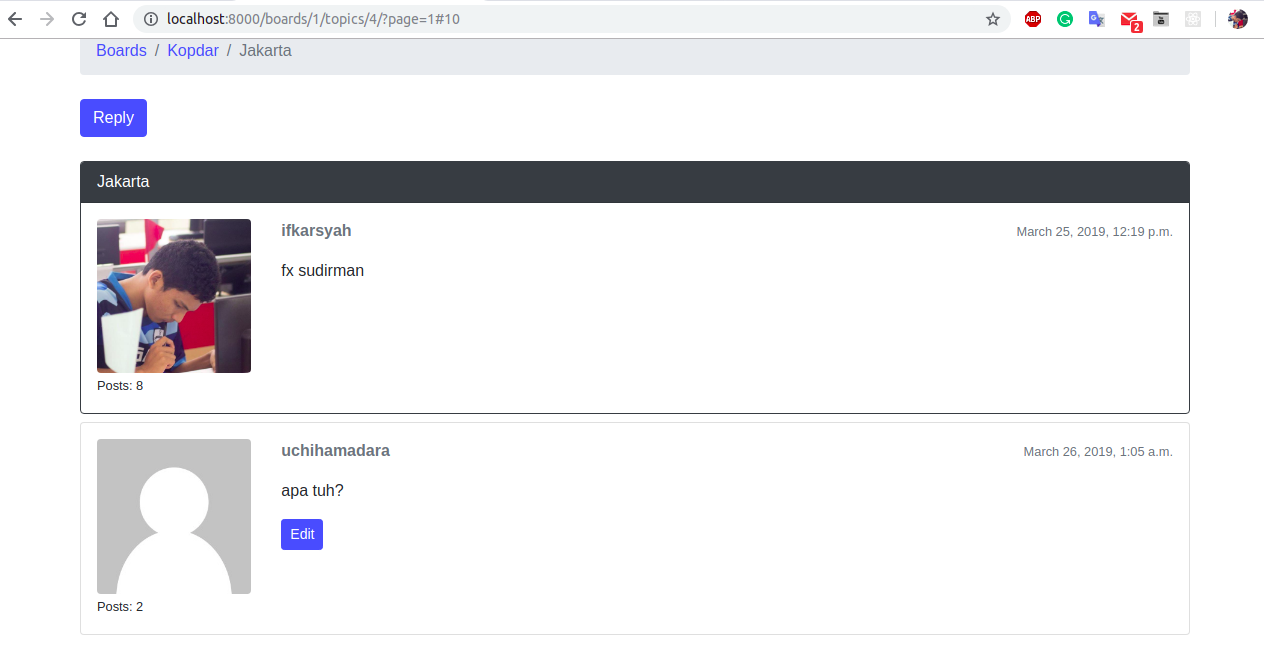 localhost:8000/boards/1/topics/4/?page=1#10
ABP
G
2
Boards / Kopdar / Jakarta
Reply
Jakarta
ifkarsyah
March 25, 2019, 12:19 p.m.
fx sudirman
Posts: 8
uchihamadara
March 26, 2019, 1:05 a.m.
apa tuh?
Edit
Posts: 2